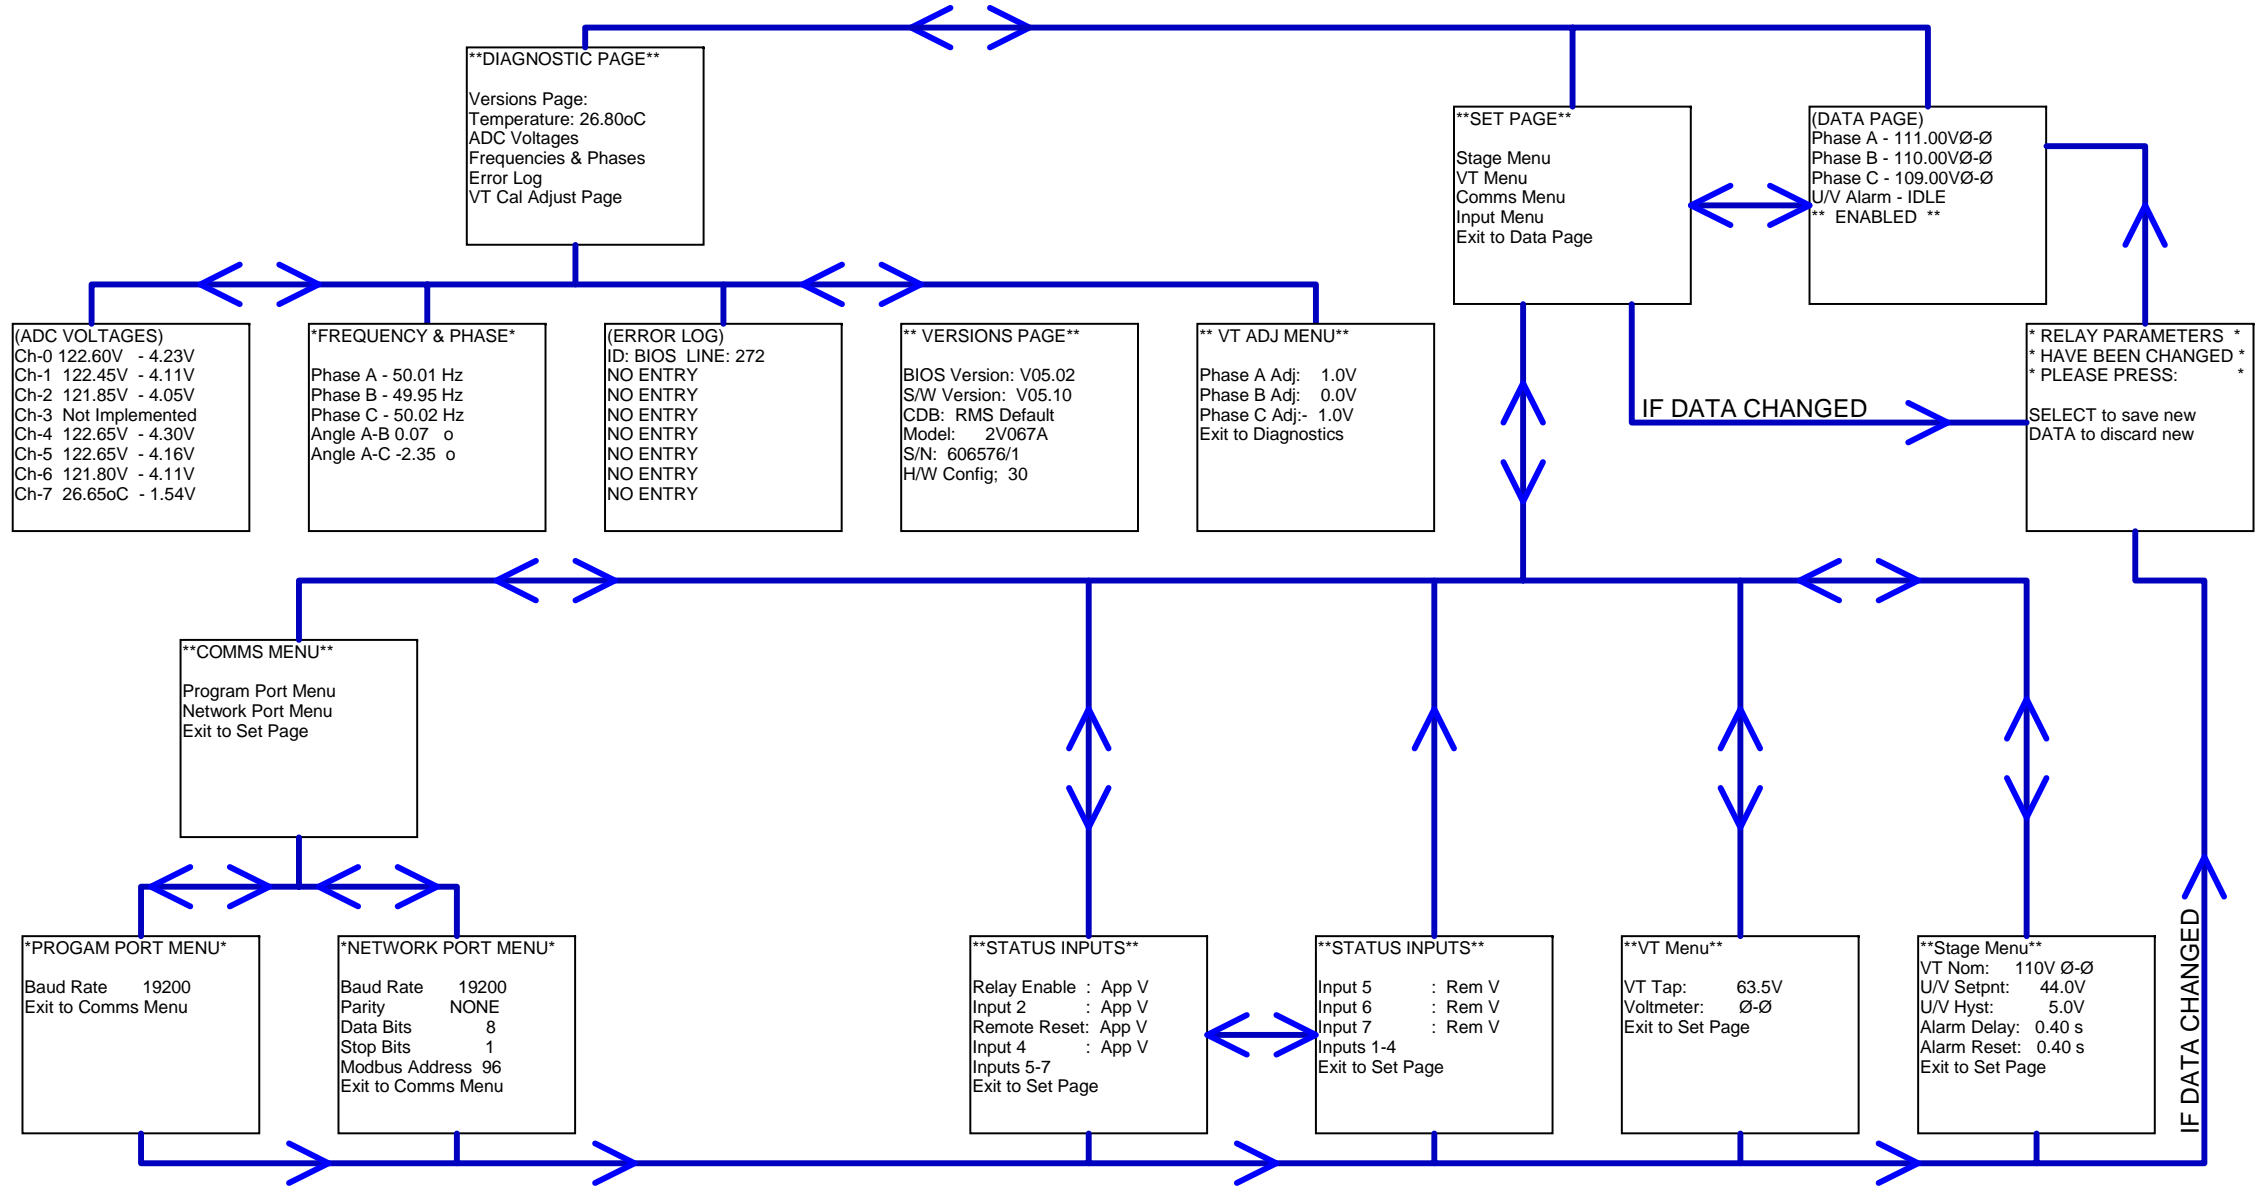 **DIAGNOSTIC PAGE**
Versions Page:
Temperature: 26.80oC
ADC Voltages
Frequencies & Phases
Error Log
VT Cal Adjust Page
**SET PAGE**
Stage Menu
VT Menu
Comms Menu
Input Menu
Exit to Data Page
(DATA PAGE)
Phase A - 111.00VØ-Ø
Phase B - 110.00VØ-Ø
Phase C - 109.00VØ-Ø
U/V Alarm - IDLE
** ENABLED **
(ADC VOLTAGES)
Ch-0 122.60V - 4.23V
Ch-1 122.45V - 4.11V
Ch-2 121.85V - 4.05V
Ch-3 Not Implemented
Ch-4 122.65V - 4.30V
Ch-5 122.65V - 4.16V
Ch-6 121.80V - 4.11V
Ch-7 26.65oC - 1.54V
*FREQUENCY & PHASE*
Phase A - 50.01 Hz
Phase B - 49.95 Hz
Phase C - 50.02 Hz
Angle A-B 0.07 o
Angle A-C -2.35 o
(ERROR LOG)
ID: BIOS LINE: 272
NO ENTRY
NO ENTRY
NO ENTRY
NO ENTRY
NO ENTRY
NO ENTRY
NO ENTRY
** VERSIONS PAGE**
BIOS Version: V05.02
S/W Version: V05.10
CDB: RMS Default
Model: 2V067A
S/N: 606576/1
H/W Config; 30
** VT ADJ MENU**
Phase A Adj: 1.0V
Phase B Adj: 0.0V
Phase C Adj:- 1.0V
Exit to Diagnostics
IF DATA CHANGED
* RELAY PARAMETERS *
* HAVE BEEN CHANGED *
* PLEASE PRESS: *
SELECT to save new
DATA to discard new
**COMMS MENU**
Program Port Menu
Network Port Menu
Exit to Set Page
*PROGAM PORT MENU*
Baud Rate 19200
Exit to Comms Menu
*NETWORK PORT MENU*
Baud Rate 19200
Parity NONE
Data Bits 8
Stop Bits 1
Modbus Address 96
Exit to Comms Menu
**STATUS INPUTS**
Relay Enable : App V
Input 2 : App V
Remote Reset: App V
Input 4 : App V
Inputs 5-7
Exit to Set Page
**STATUS INPUTS**
Input 5 : Rem V
Input 6 : Rem V
Input 7 : Rem V
Inputs 1-4
Exit to Set Page
**VT Menu**
VT Tap: 63.5V
Voltmeter: Ø-Ø
Exit to Set Page
**Stage Menu**
VT Nom: 110V Ø-Ø
U/V Setpnt: 44.0V
U/V Hyst: 5.0V
Alarm Delay: 0.40 s
Alarm Reset: 0.40 s
Exit to Set Page
IF DATA CHANGED